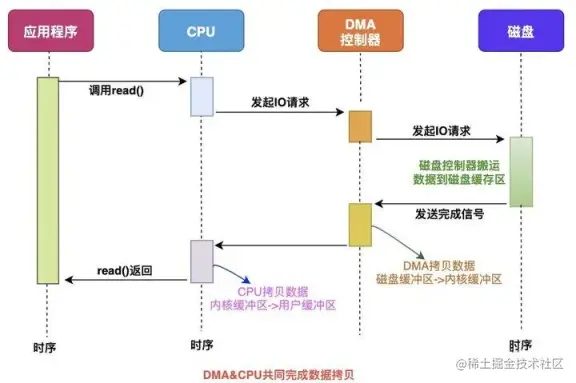 应用程序
CPU
DMA
控制器
磁盘
调用read()
发起IO请求
发起IO请求
磁盘控制器搬运
数据到磁盘缓存区
发送完成信号
DMA拷贝数据
磁盘缓冲区->内核缓冲区
read()返回
CPU拷贝数据
内核缓冲区->用户缓冲区
时序
时序
时序
时序
DMA&CPU共同完成数据拷贝
@稀土掘金技术社区